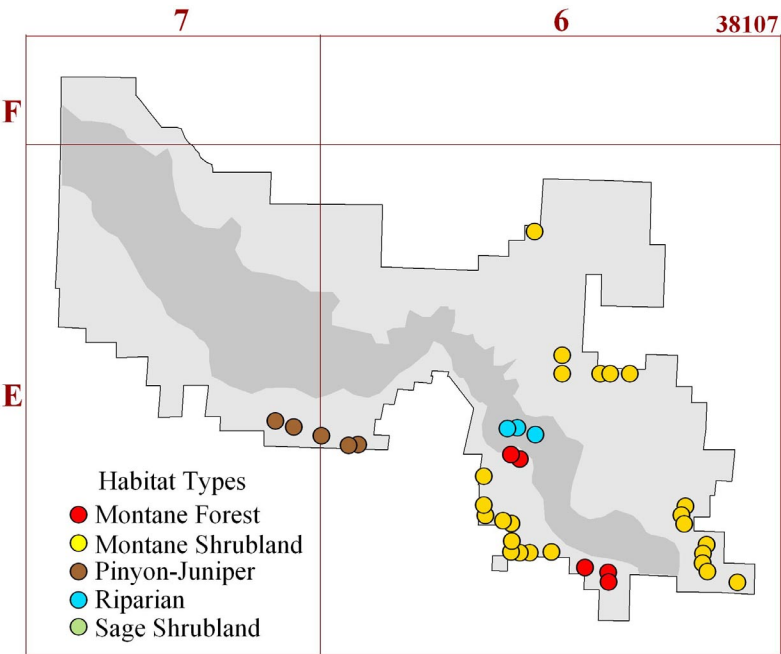 7 6 38107
F
E
Habitat Types
Montane Forest
Montane Shrubland
Pinyon-Juniper
Riparian
Sage Shrubland